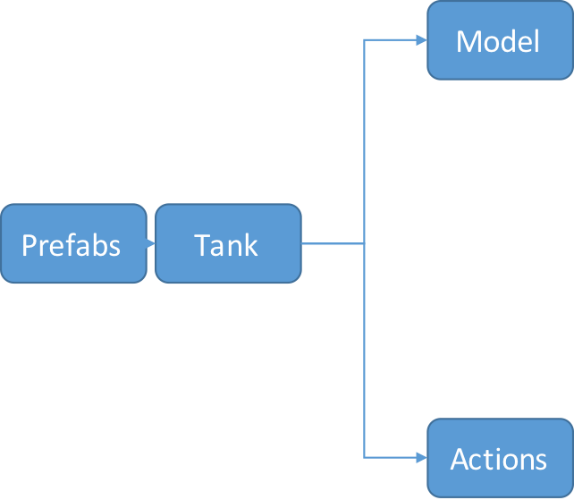 Model
Prefabs
Tank
Actions